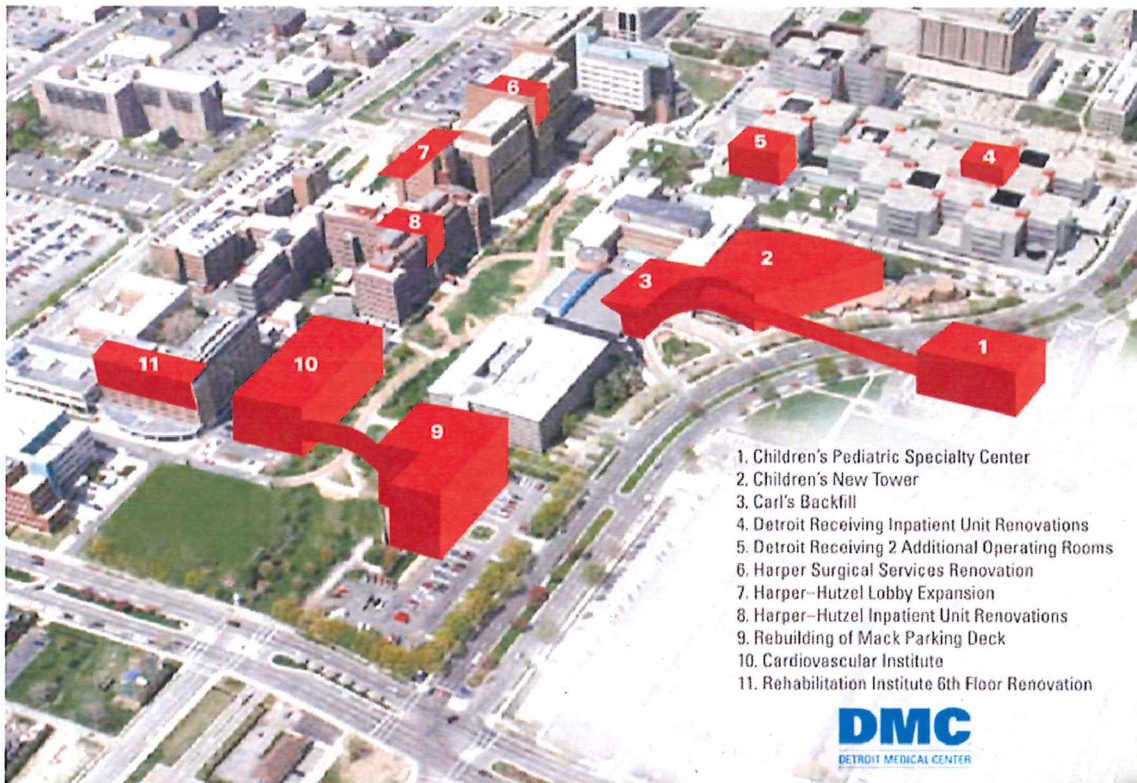 6
7
5
4
8
2
3
1
11
10
9
1. Children's Pediatric Specialty Center
2. Children's New Tower
3. Carl's Backfill
4. Detroit Receiving Inpatient Unit Renovations
5. Detroit Receiving 2 Additional Operating Rooms
6. Harper Surgical Services Renovation
7. Harper–Hutzel Lobby Expansion
8. Harper–Hutzel Inpatient Unit Renovations
9. Rebuilding of Mack Parking Deck
10. Cardiovascular Institute
11. Rehabilitation Institute 6th Floor Renovation
DMC
DETROIT MEDICAL CENTER